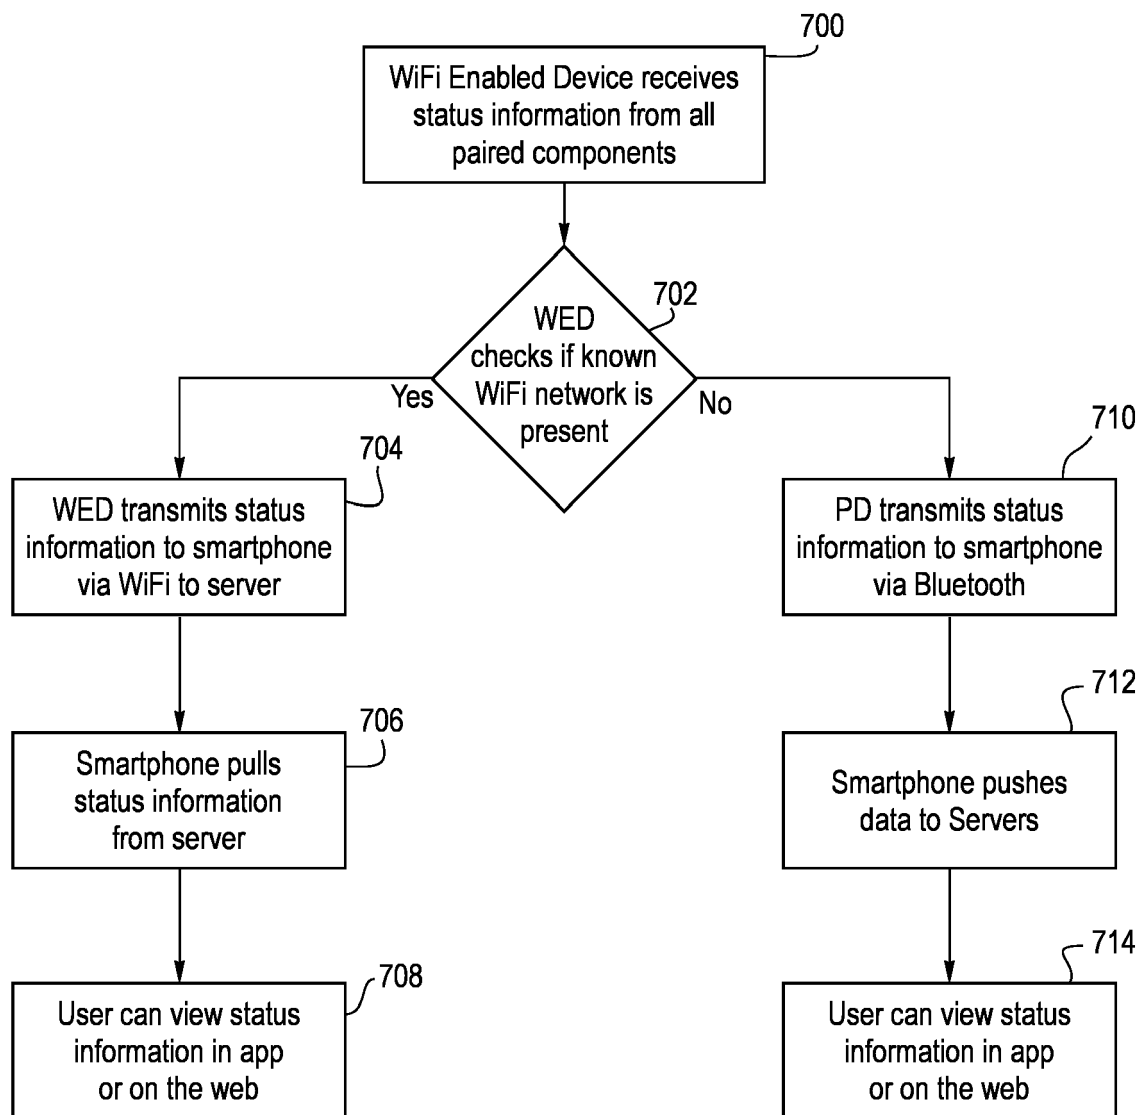 700
WiFi Enabled Device receives
status information from all
paired components
702
WED
checks if known
WiFi network is
present
Yes
No
704
WED transmits status
information to smartphone
via WiFi to server
710
PD transmits status
information to smartphone
via Bluetooth
706
Smartphone pulls
status information
from server
712
Smartphone pushes
data to Servers
708
User can view status
information in app
or on the web
714
User can view status
information in app
or on the web